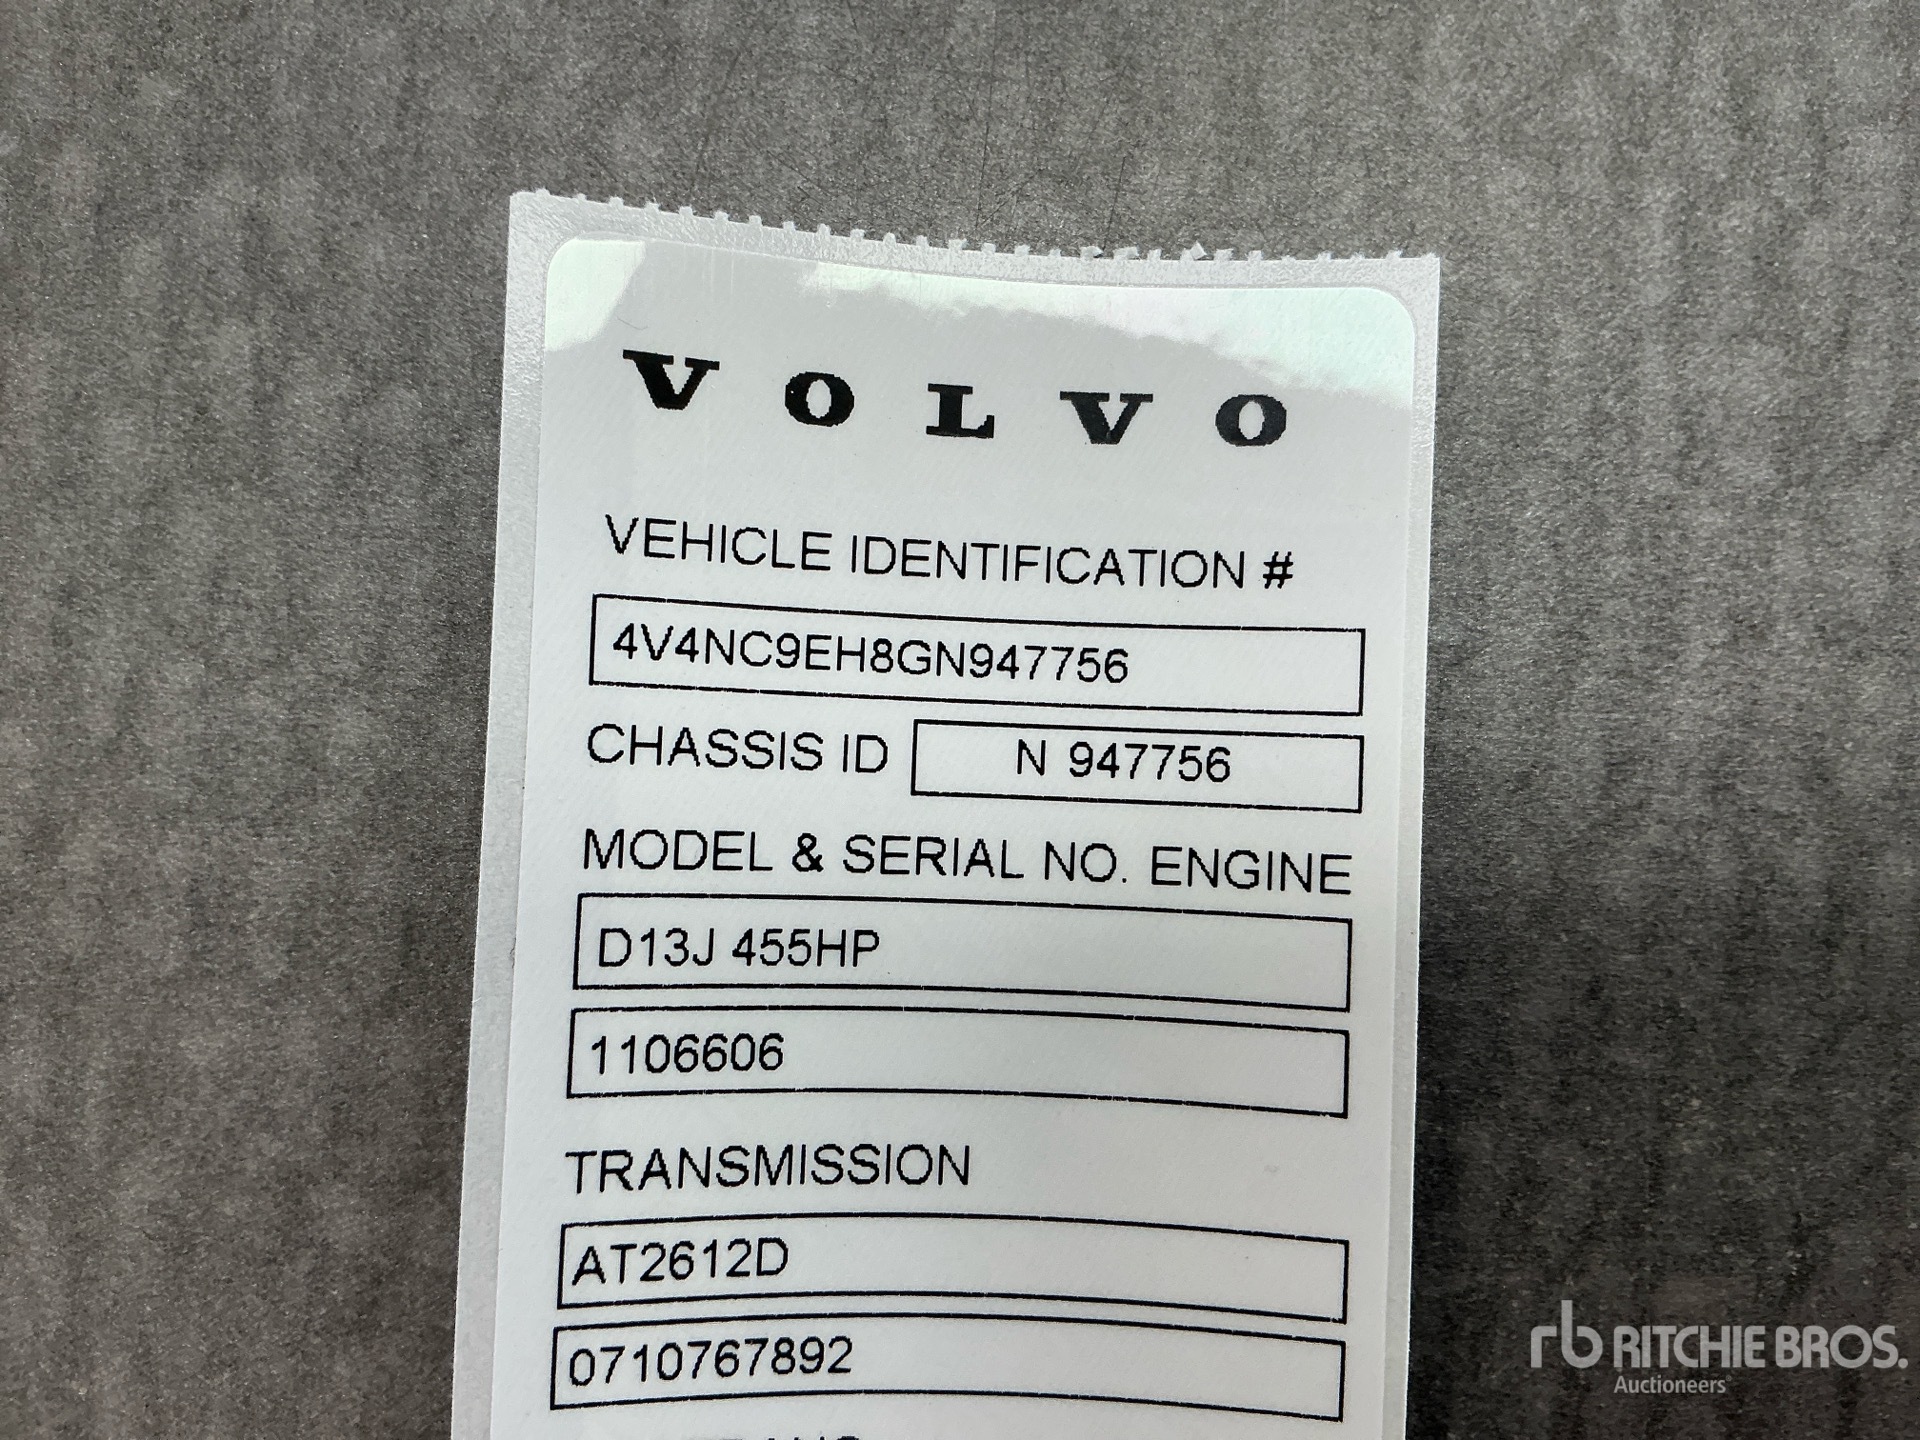 VOLVO
VEHICLE IDENTIFICATION #
4V4NC9EH8GN947756
CHASSIS ID N 947756
MODEL & SERIAL NO. ENGINE
D13J 455HP
1106606
TRANSMISSION
AT2612D
0710767892
rb RITCHIE BROS.
Auctioneers